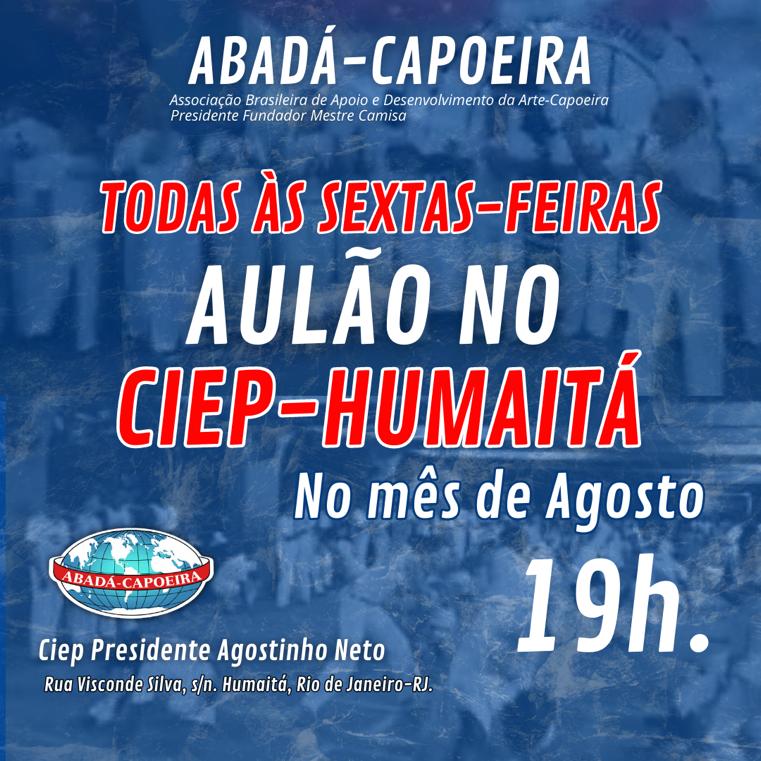 ABADÁ-CAPOEIRA
Associação Brasileira de Apoio e Desenvolvimento da Arte-Capoeira
Presidente Fundador Mestre Camisa
TODAS ÀS SEXTAS-FEIRAS
AULÃO NO
CIEP-HUMAITÁ
No mês de Agosto
19h.
ABADÁ-CAPOEIRA
Ciep Presidente Agostinho Neto
Rua Visconde Silva, s/n. Humaitá, Rio de Janeiro-RJ.